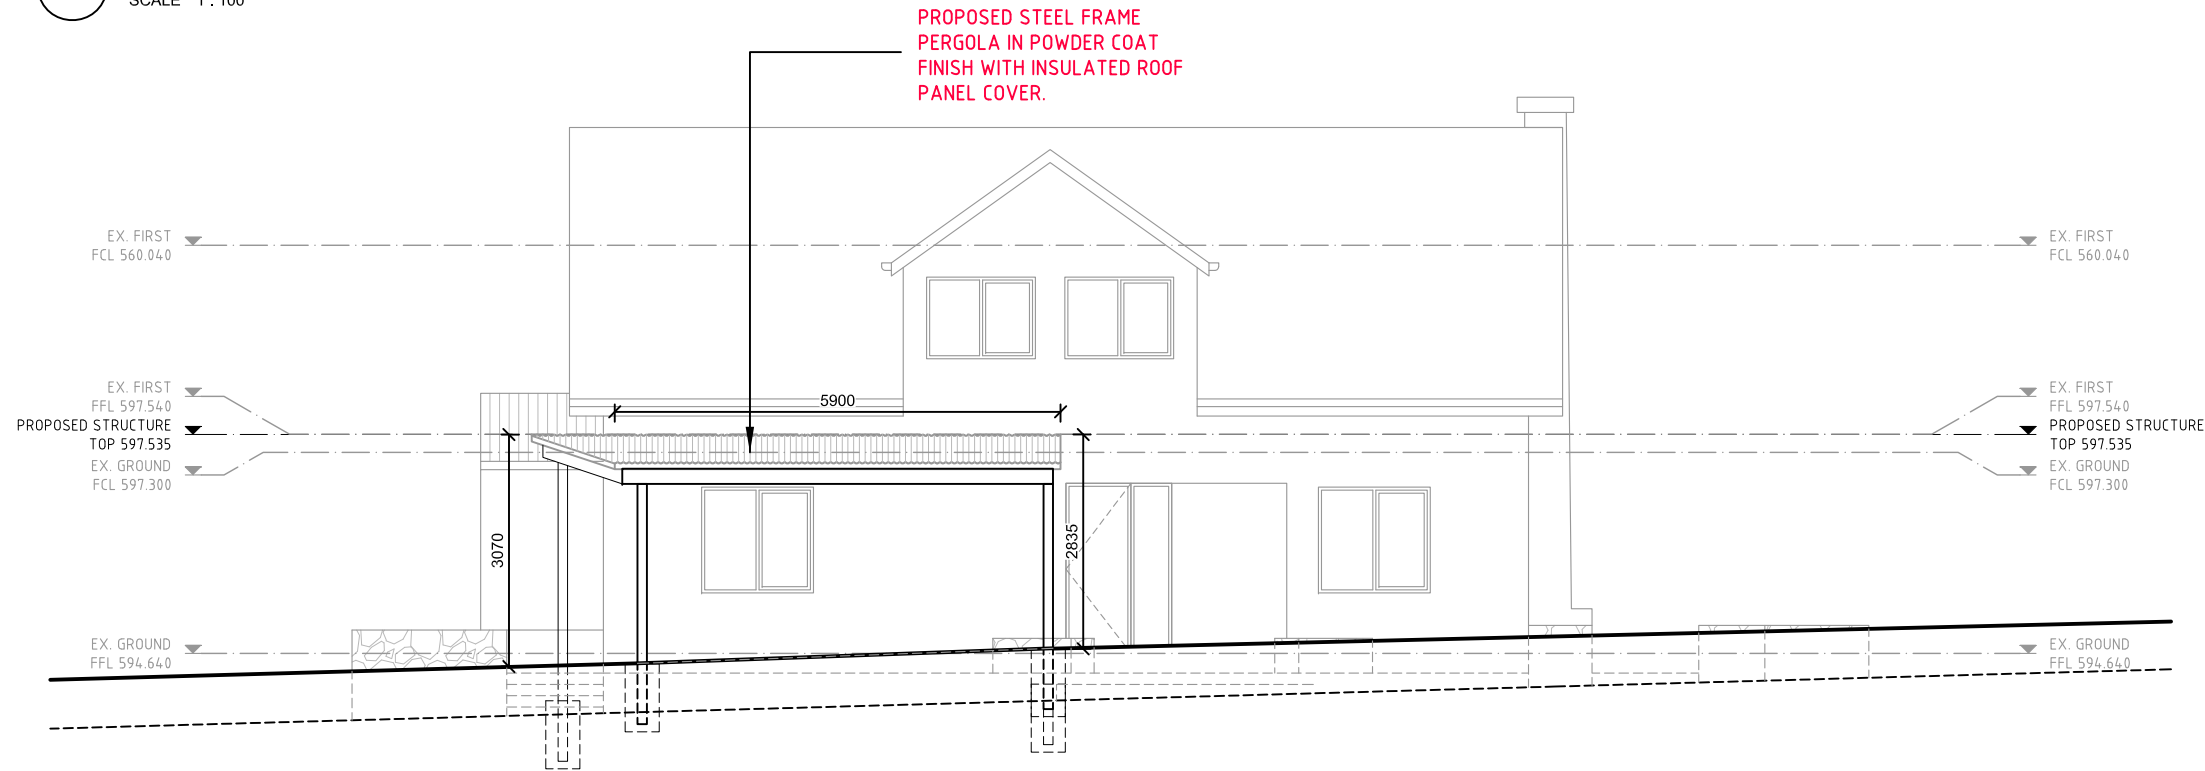 SCALE 1 : 100
PROPOSED STEEL FRAME
PERGOLA IN POWDER COAT
FINISH WITH INSULATED ROOF
PANEL COVER.
EX. FIRST
FCL 560.040
EX. FIRST
FCL 560.040
EX. FIRST
FFL 597.540
PROPOSED STRUCTURE
TOP 597.535
EX. GROUND
FCL 597.300
5900
EX. FIRST
FFL 597.540
PROPOSED STRUCTURE
TOP 597.535
EX. GROUND
FCL 597.300
3070
2835
EX. GROUND
FFL 594.640
EX. GROUND
FFL 594.640